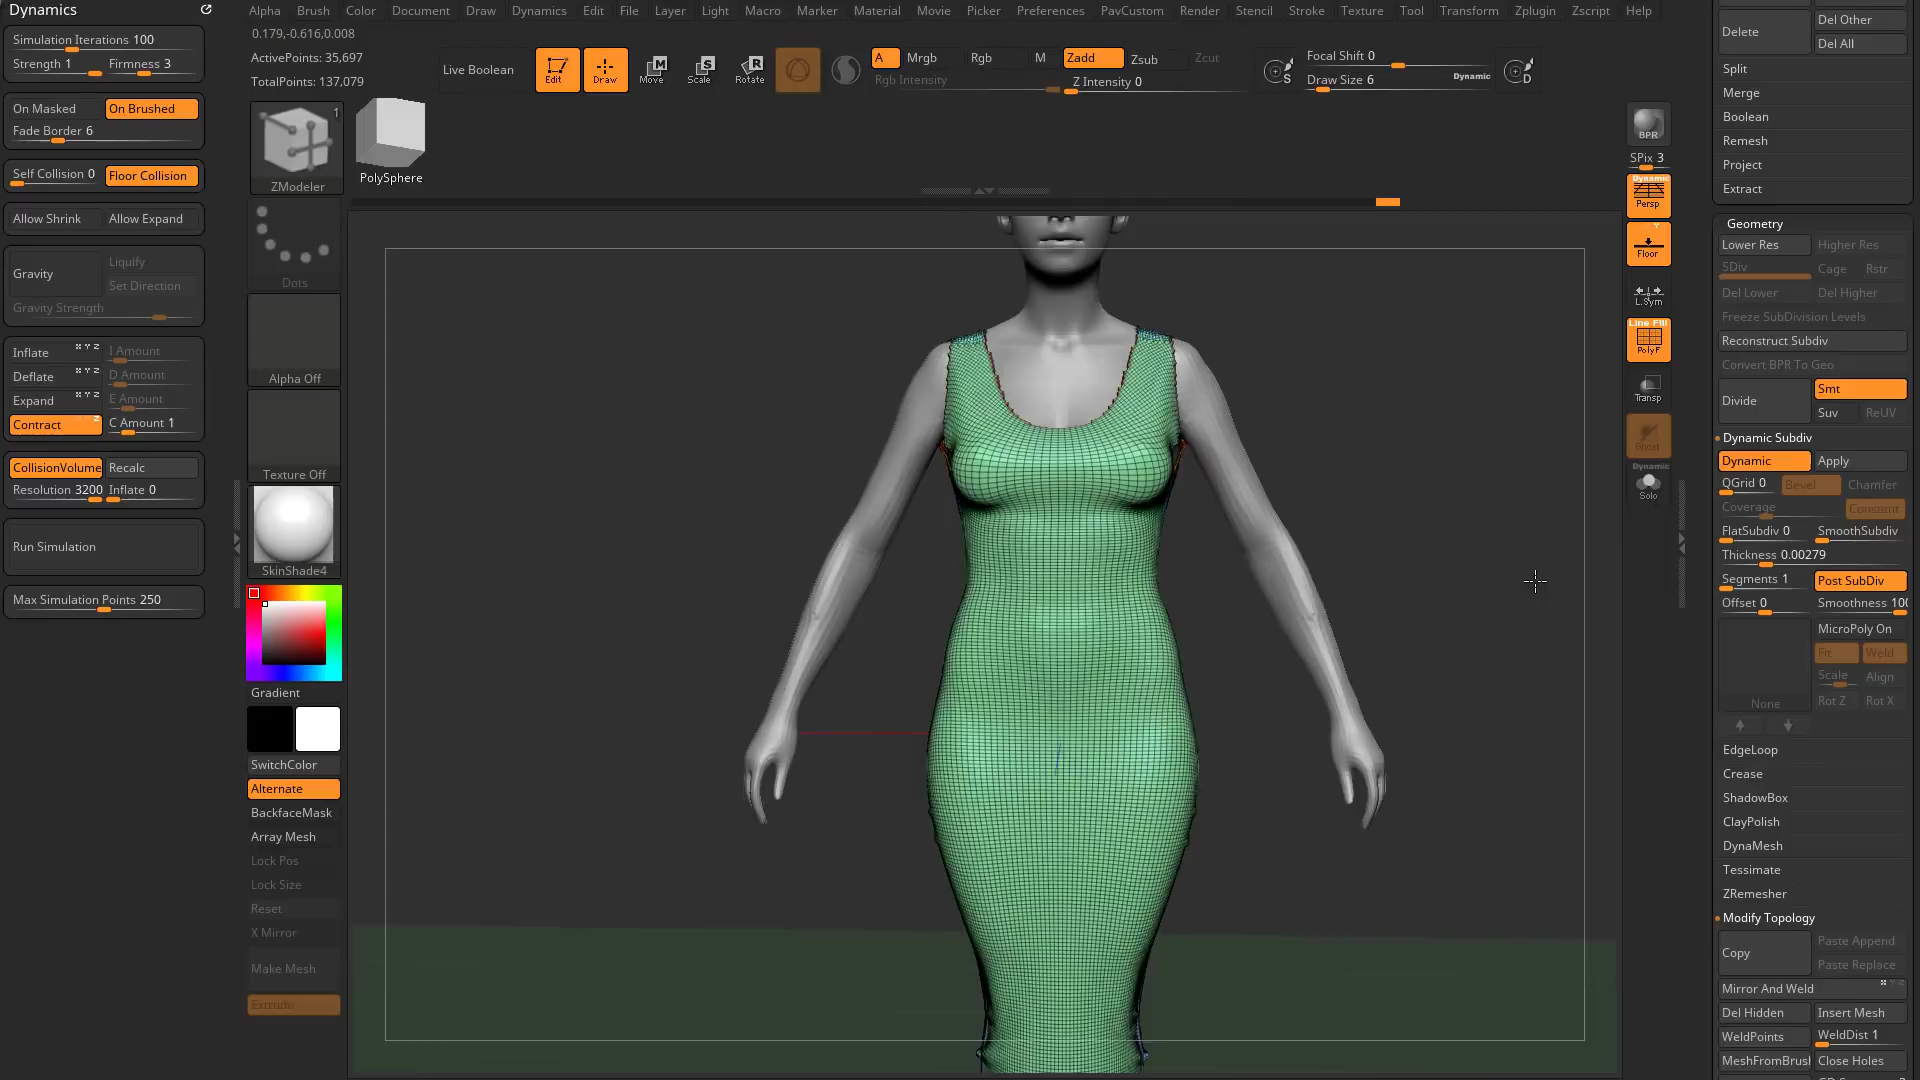 Dynamics
Simulation Iterations 100
Strength 1 Firmness 3
On Masked On Brushed
Fade Border 6
Self Collision 0 Floor Collision
Allow Shrink Allow Expand
Gravity
Liquify
Set Direction
Gravity Strength
Inflate x y z I Amount
Deflate x y z D Amount
Expand x y z E Amount
Contract z C Amount 1
CollisionVolume Recalc
Resolution 3200 Inflate 0
Run Simulation
Max Simulation Points 250
Alpha Brush Color Document Draw Dynamics Edit File Layer Light Macro Marker Material Movie Picker Preferences PavCustom Render Stencil Stroke Texture Tool Transform Zplugin Zscript Help
0.179,-0.616,0.008
ActivePoints: 35,697
TotalPoints: 137,079
Live Boolean
Edit
Draw
M
Move
S
Scale
R
Rotate
A Mrgb Rgb M Zadd Zsub Zcut
Rgb Intensity Z Intensity 0
S
Focal Shift 0
Draw Size 6 Dynamic
D
1
ZModeler
PolySphere
Dots
Alpha Off
Texture Off
SkinShade4
Gradient
SwitchColor
Alternate
BackfaceMask
Array Mesh
Lock Pos
Lock Size
Reset
X Mirror
Make Mesh
Extrude
BPR
SPix 3
Dynamic
Persp
Floor
L.Sym
Line Fill
PolyF
Transp
Ghost
Dynamic
Solo
Delete
Del Other
Del All
Split
Merge
Boolean
Remesh
Project
Extract
Geometry
Lower Res Higher Res
SDiv Cage Rstr
Del Lower Del Higher
Freeze SubDivision Levels
Reconstruct Subdiv
Convert BPR To Geo
Divide
Smt
Suv ReUV
Dynamic Subdiv
Dynamic Apply
QGrid 0 Bevel Chamfer
Coverage Constant
FlatSubdiv 0 SmoothSubdiv
Thickness 0.00279
Segments 1 Post SubDiv
Offset 0 Smoothness 100
MicroPoly On
Fit Weld
Scale Align
None Rot Z Rot X
EdgeLoop
Crease
ShadowBox
ClayPolish
DynaMesh
Tessimate
ZRemesher
Modify Topology
Copy
Paste Append
Paste Replace
Mirror And Weld
Del Hidden Insert Mesh
WeldPoints WeldDist 1
MeshFromBrush Close Holes